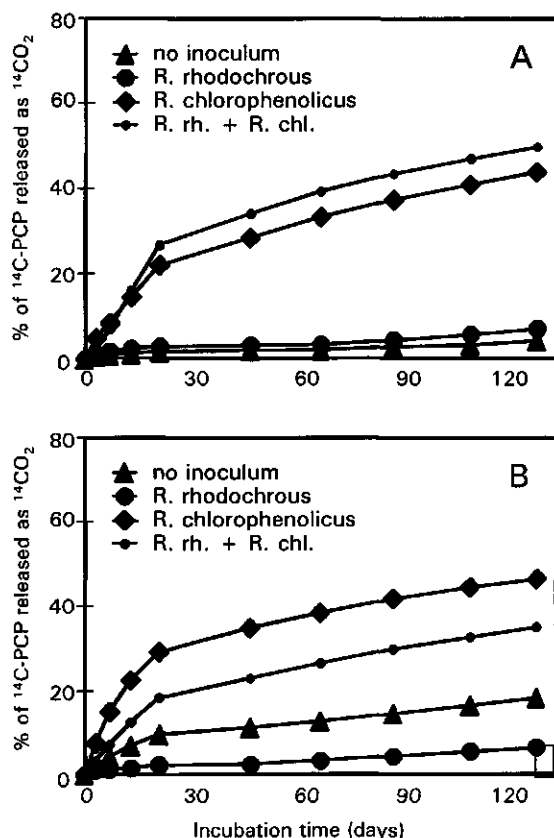 % of ¹⁴C-PCP released as ¹⁴CO₂
80
60
40
20
0
no inoculum
R. rhodochrous
R. chlorophenolicus
R. rh. + R. chl.
A
0 30 60 90 120
% of ¹⁴C-PCP released as ¹⁴CO₂
80
60
40
20
0
no inoculum
R. rhodochrous
R. chlorophenolicus
R. rh. + R. chl.
B
0 30 60 90 120
Incubation time (days)